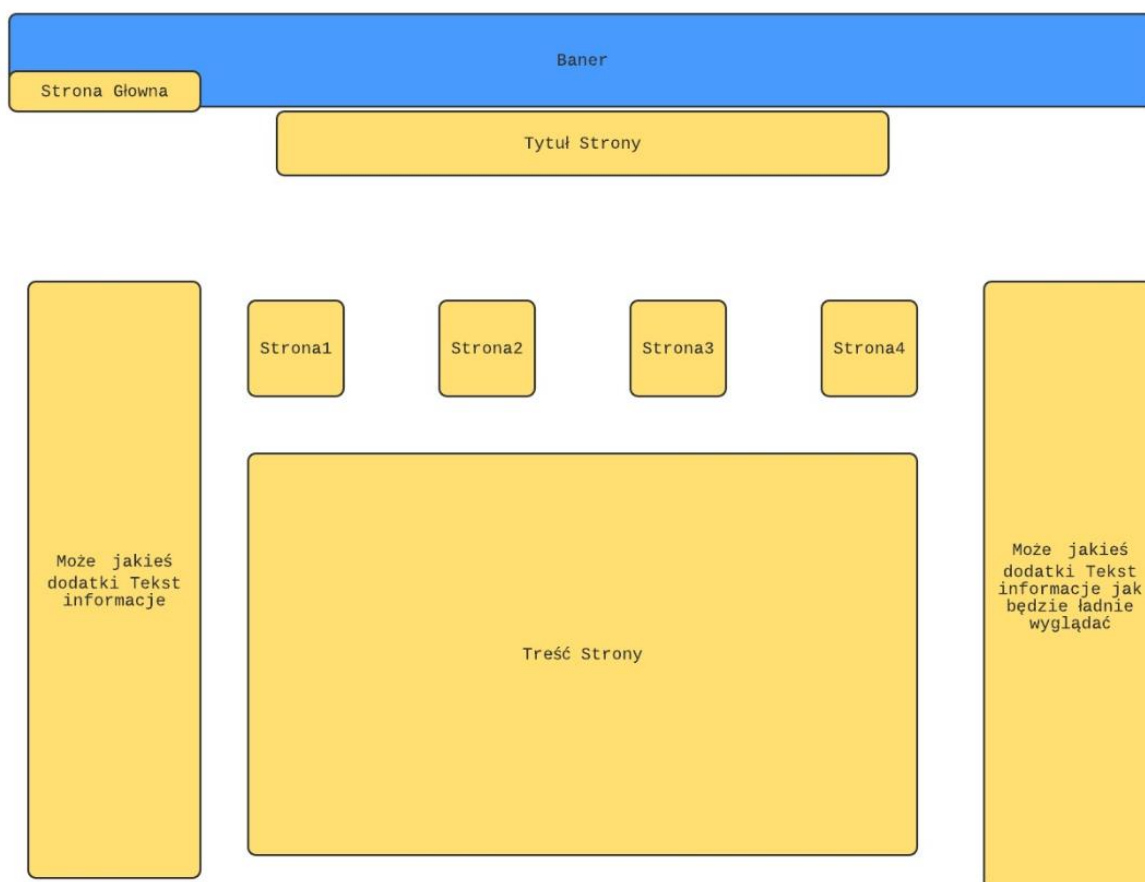 Baner
Strona Głowna
Tytuł Strony
Strona1
Strona2
Strona3
Strona4
Może jakieś
dodatki Tekst
informacje
Treść Strony
Może jakieś
dodatki Tekst
informacje jak
będzie ładnie
wyglądać